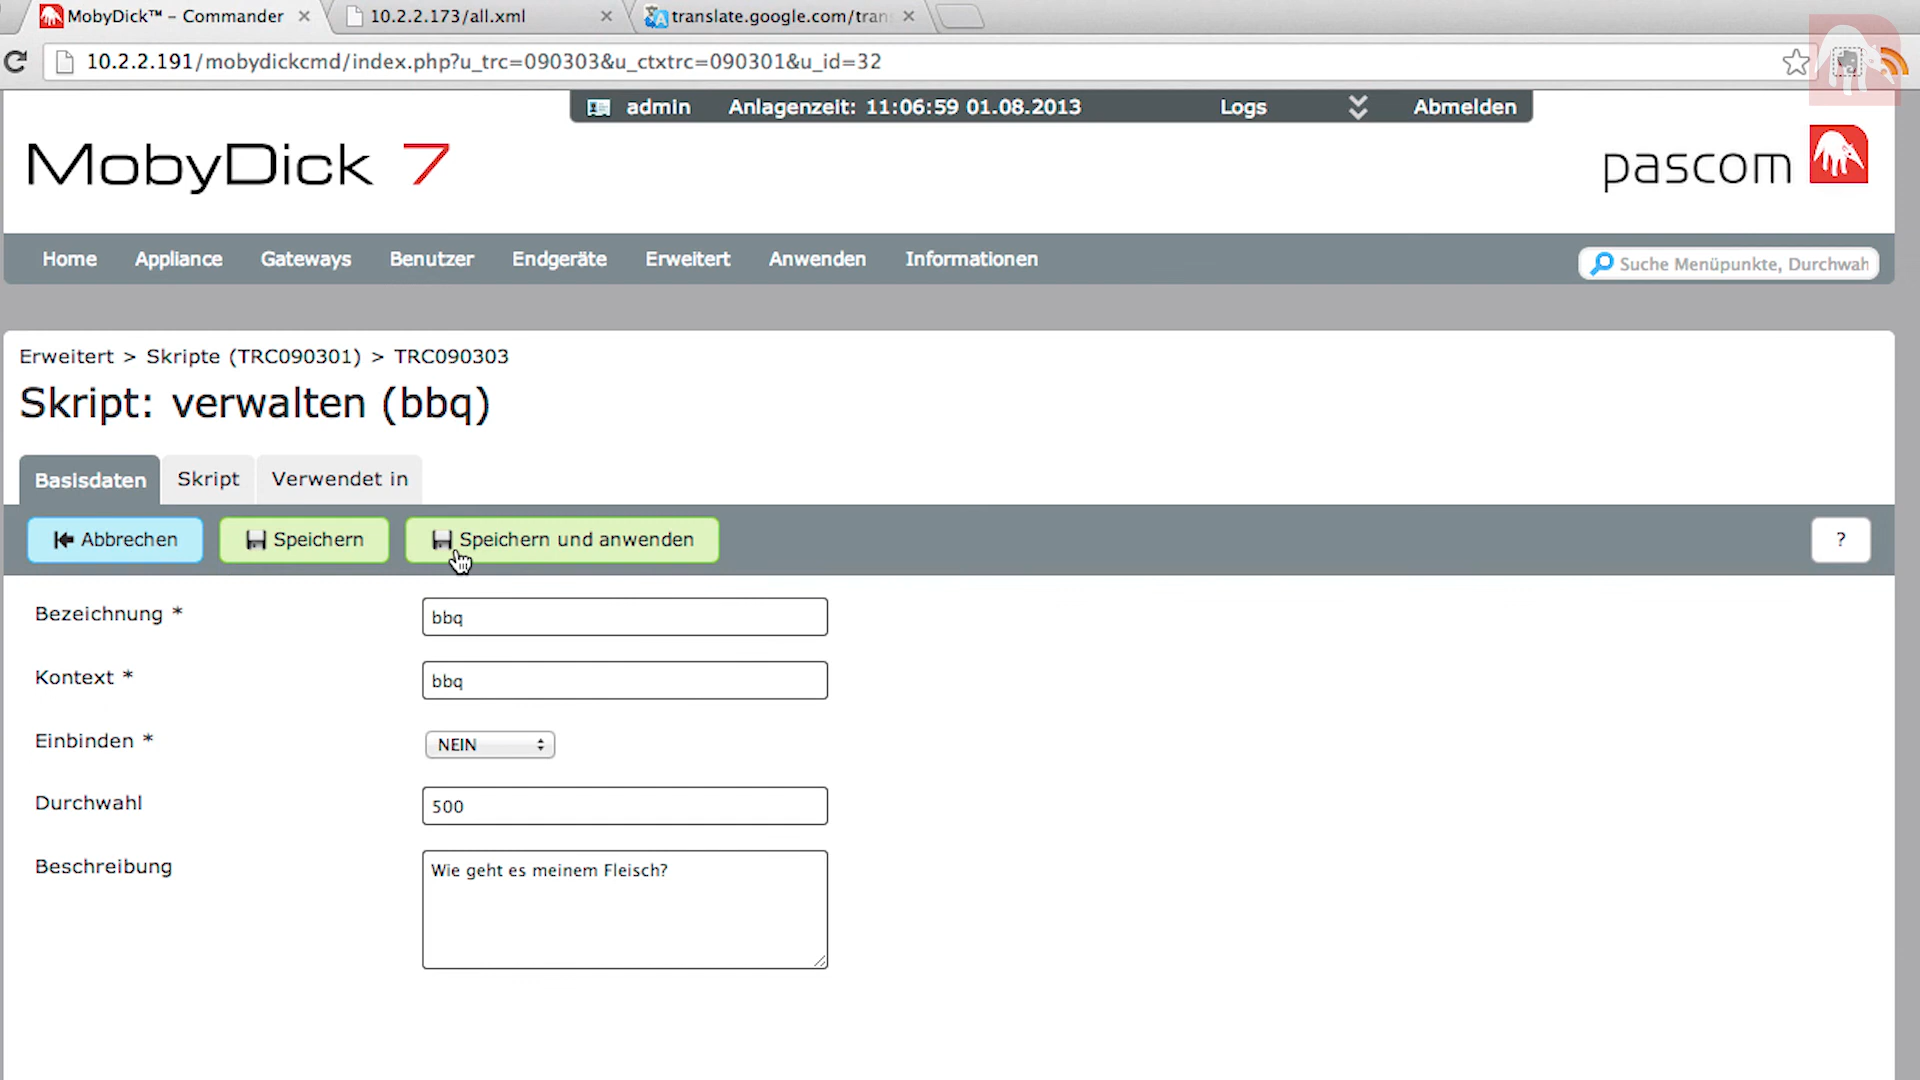 MobyDick™ – Commander
10.2.2.173/all.xml
translate.google.com/tran
10.2.2.191/mobydickcmd/index.php?u_trc=090303&u_ctxtrc=090301&u_id=32
admin Anlagenzeit: 11:06:59 01.08.2013 Logs Abmelden
MobyDick 7
pascom
Home Appliance Gateways Benutzer Endgeräte Erweitert Anwenden Informationen
Suche Menüpunkte, Durchwah
Erweitert > Skripte (TRC090301) > TRC090303
Skript: verwalten (bbq)
Basisdaten Skript Verwendet in
Abbrechen Speichern Speichern und anwenden ?
Bezeichnung * bbq
Kontext * bbq
Einbinden * NEIN
Durchwahl 500
Beschreibung Wie geht es meinem Fleisch?